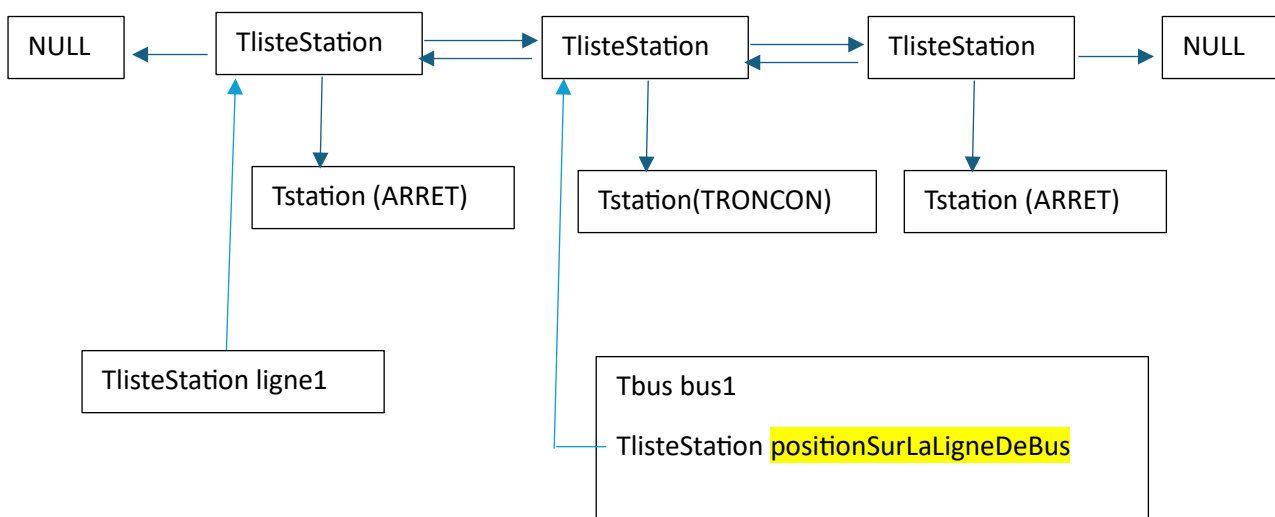 NULL
TlisteStation
TlisteStation
TlisteStation
NULL
Tstation (ARRET)
Tstation(TRONCON)
Tstation (ARRET)
TlisteStation ligne1
Tbus bus1
TlisteStation positionSurLaLigneDeBus